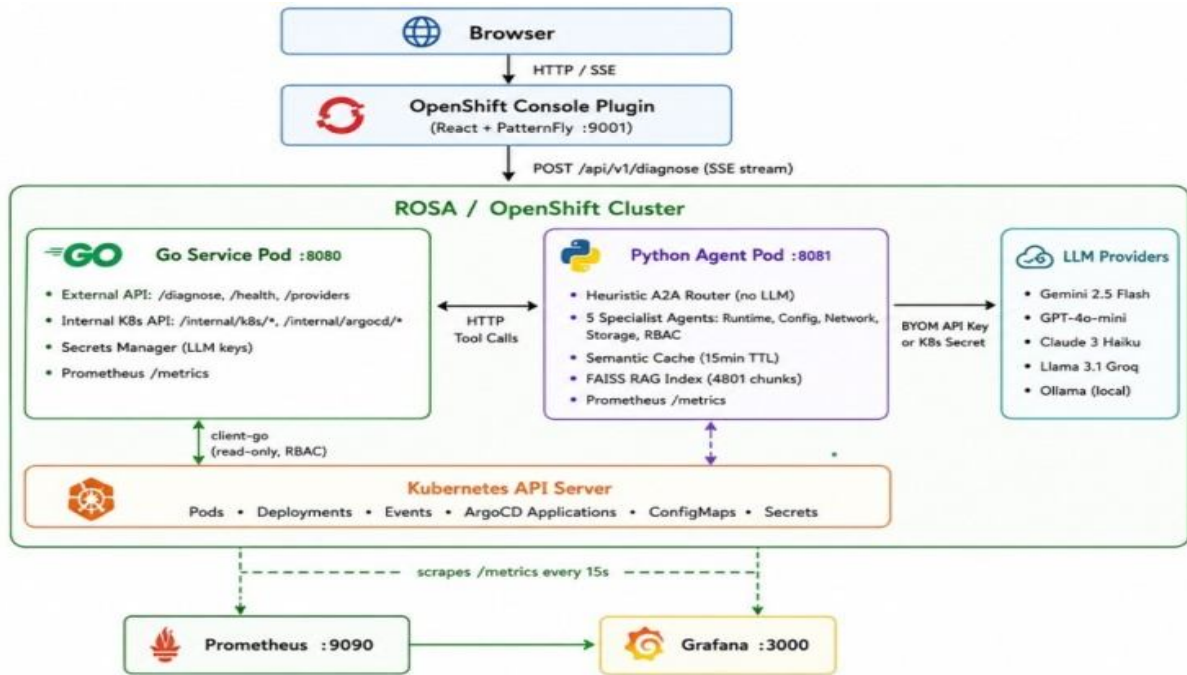 Browser
HTTP / SSE
OpenShift Console Plugin
(React + PatternFly :9001)
POST /api/v1/diagnose (SSE stream)
ROSA / OpenShift Cluster
GO
Go Service Pod :8080
• External API: /diagnose, /health, /providers
• Internal K8s API: /internal/k8s/*, /internal/argocd/*
• Secrets Manager (LLM keys)
• Prometheus /metrics
HTTP
Tool Calls
Python Agent Pod :8081
• Heuristic A2A Router (no LLM)
• 5 Specialist Agents: Runtime, Config, Network,
Storage, RBAC
• Semantic Cache (15min TTL)
• FAISS RAG Index (4801 chunks)
• Prometheus /metrics
BYOM API Key
or K8s Secret
LLM Providers
• Gemini 2.5 Flash
• GPT-4o-mini
• Claude 3 Haiku
• Llama 3.1 Groq
• Ollama (local)
client-go
(read-only, RBAC)
Kubernetes API Server
Pods • Deployments • Events • ArgoCD Applications • ConfigMaps • Secrets
scrapes /metrics every 15s
Prometheus :9090
Grafana :3000